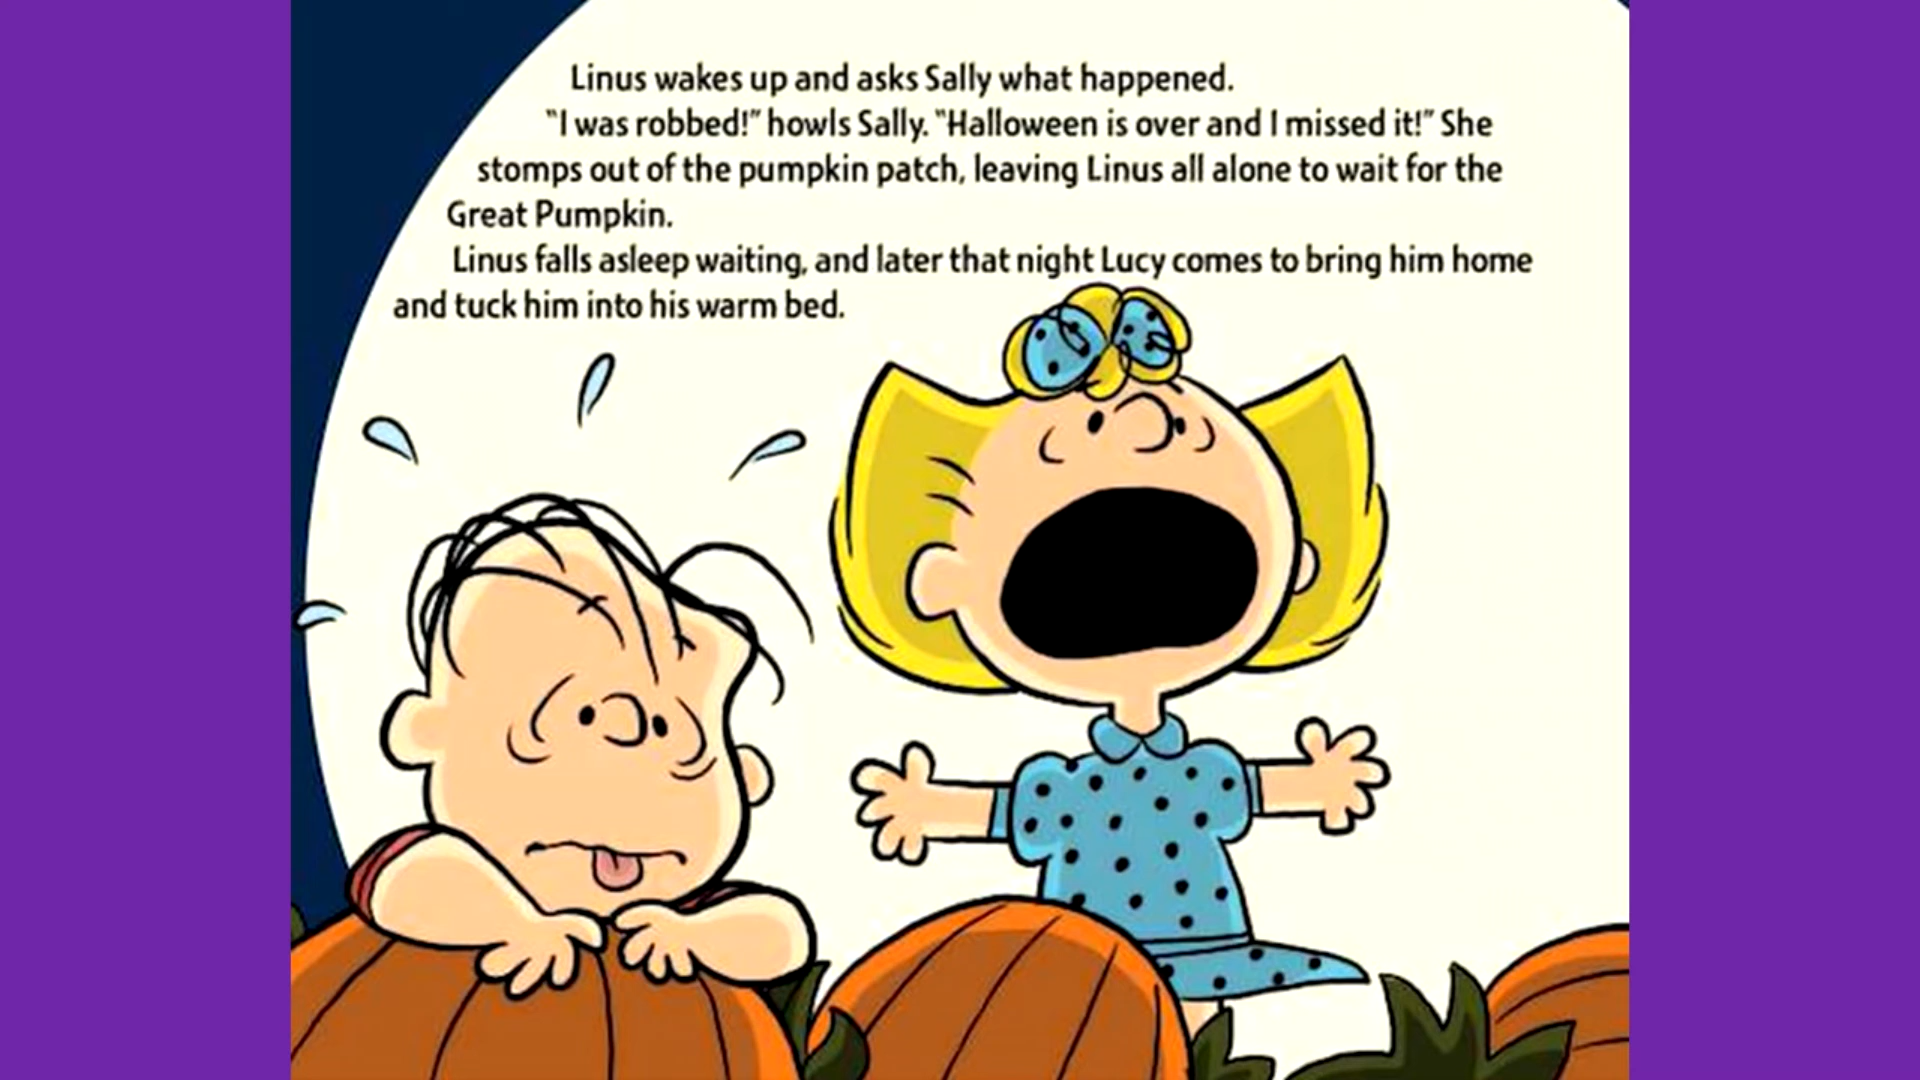 Linus wakes up and asks Sally what happened.
“I was robbed!” howls Sally. “Halloween is over and I missed it!” She
stomps out of the pumpkin patch, leaving Linus all alone to wait for the
Great Pumpkin.
Linus falls asleep waiting, and later that night Lucy comes to bring him home
and tuck him into his warm bed.